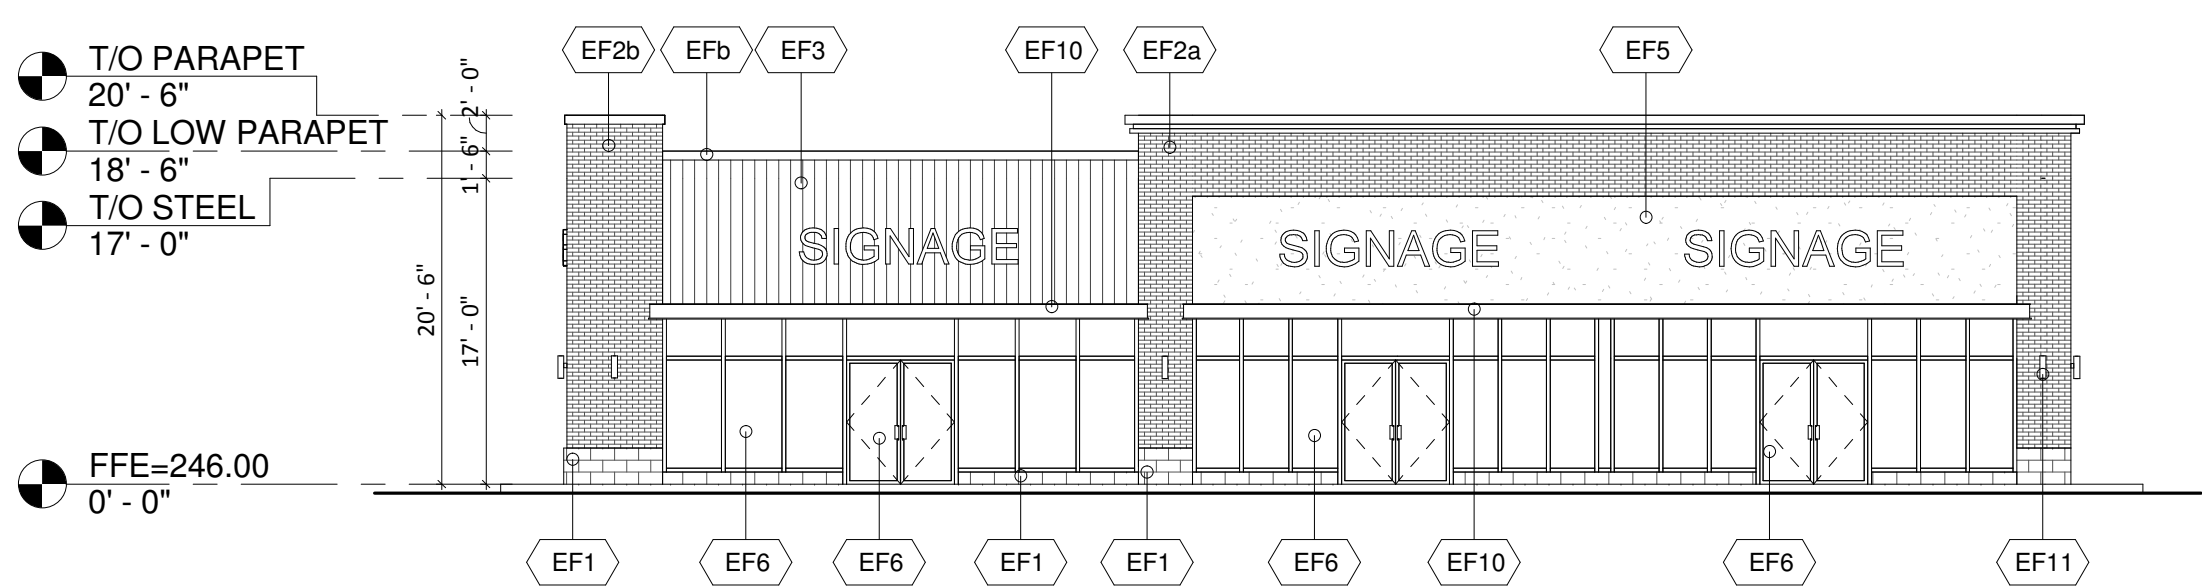 T/O PARAPET
20' - 6"
T/O LOW PARAPET
18' - 6"
T/O STEEL
17' - 0"
FFE=246.00
0' - 0"
20' - 6"
2' - 0"
1' - 6"
17' - 0"
EF2b
EFb
EF3
EF10
EF2a
EF5
SIGNAGE
SIGNAGE
SIGNAGE
EF1
EF6
EF6
EF1
EF1
EF6
EF10
EF6
EF11